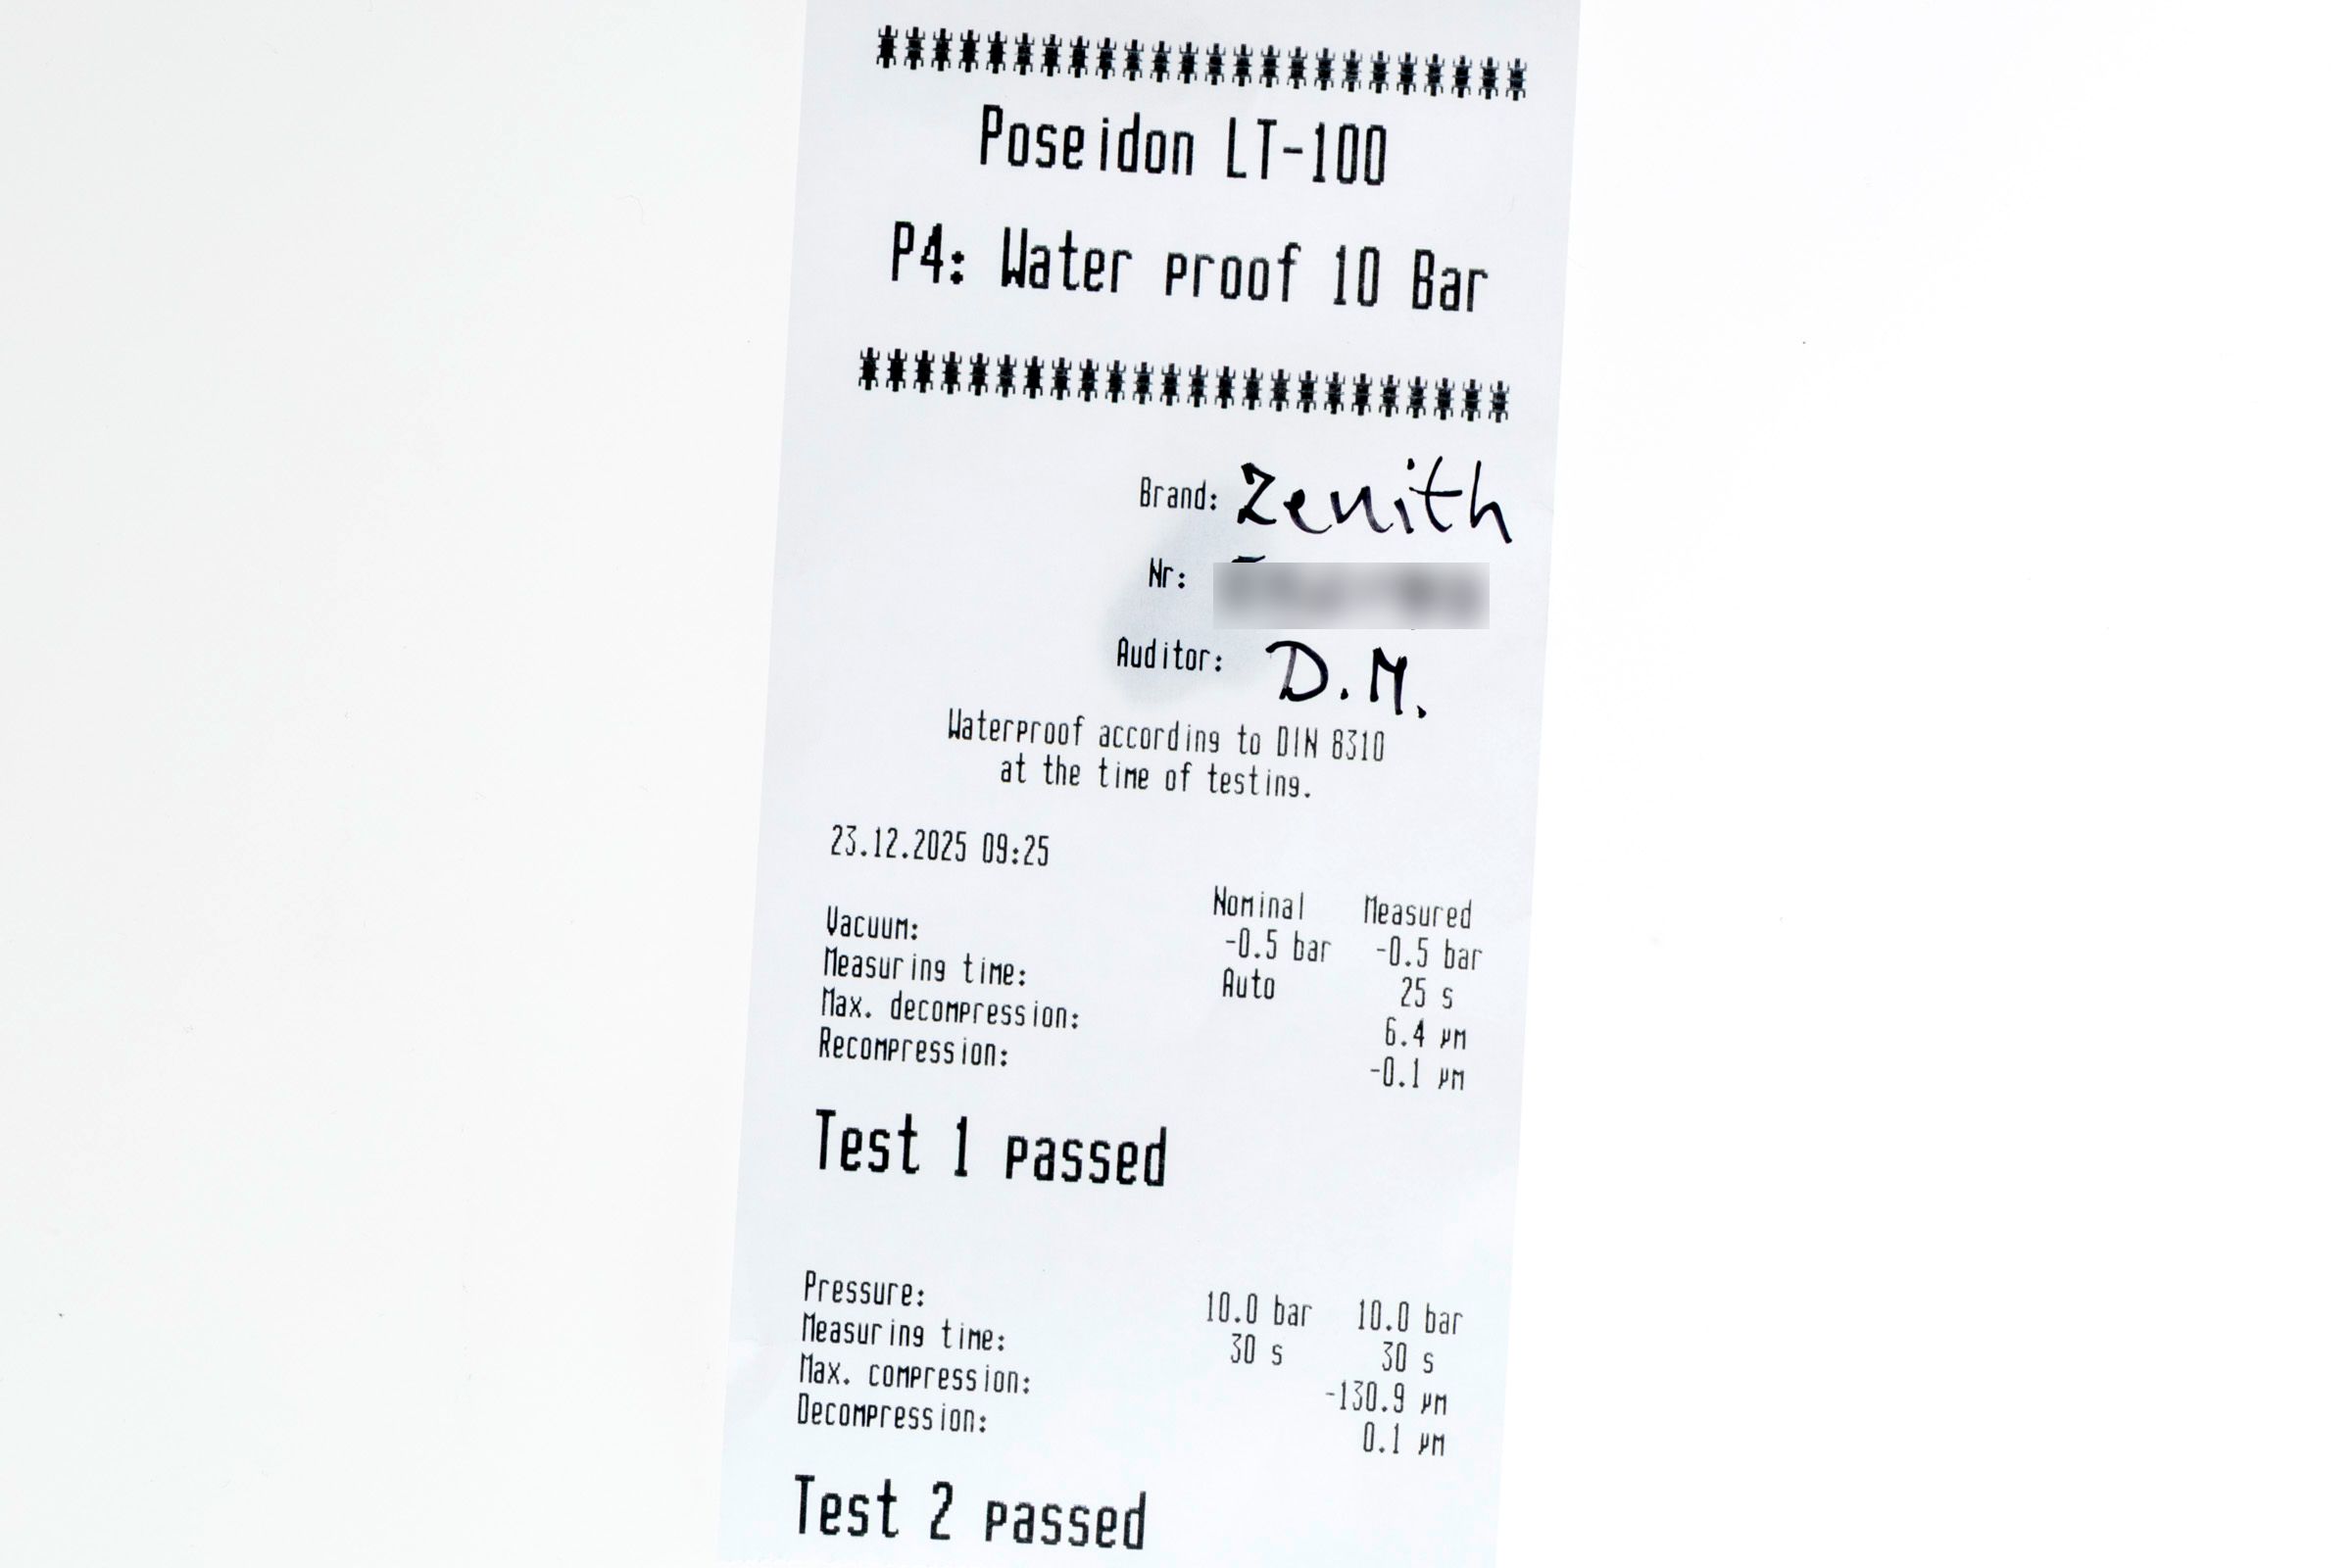 Poseidon LT-100
P4: Water proof 10 Bar
Brand: Zenith
Nr:
Auditor: D.M.
Waterproof according to DIN 8310
at the time of testing.
23.12.2025 09:25
Nominal Measured
Vacuum: -0.5 bar -0.5 bar
Measuring time: Auto 25 s
Max. decompression: 6.4 µm
Recompression: -0.1 µm
Test 1 passed
Pressure: 10.0 bar 10.0 bar
Measuring time: 30 s 30 s
Max. compression: -130.9 µm
Decompression: 0.1 µm
Test 2 passed